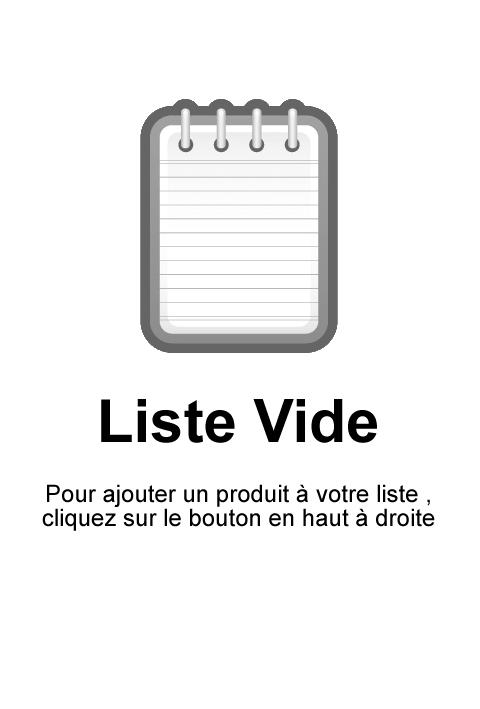 Liste Vide
Pour ajouter un produit à votre liste ,
cliquez sur le bouton en haut à droite